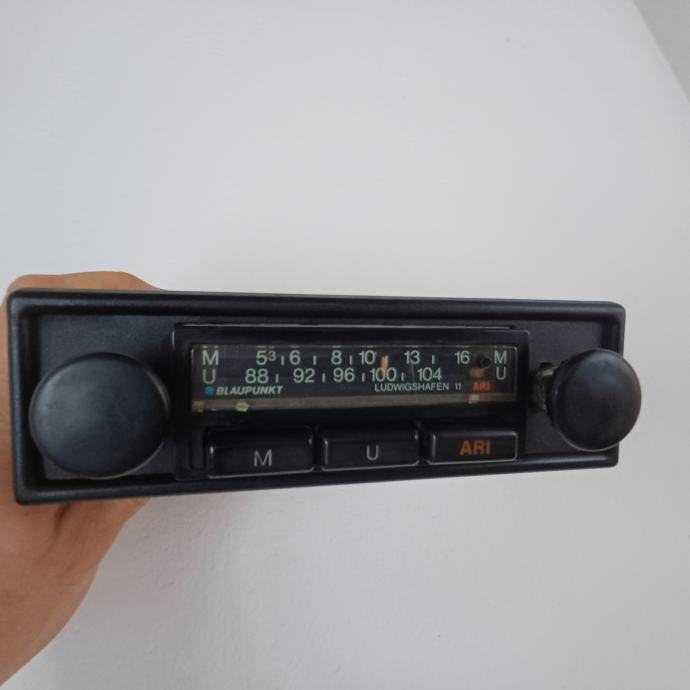 M 5³ 6 8 10 13 16 M
U 88 92 96 100 104 U
BLAUPUNKT LUDWIGSHAFEN 11 ARI
M U ARI